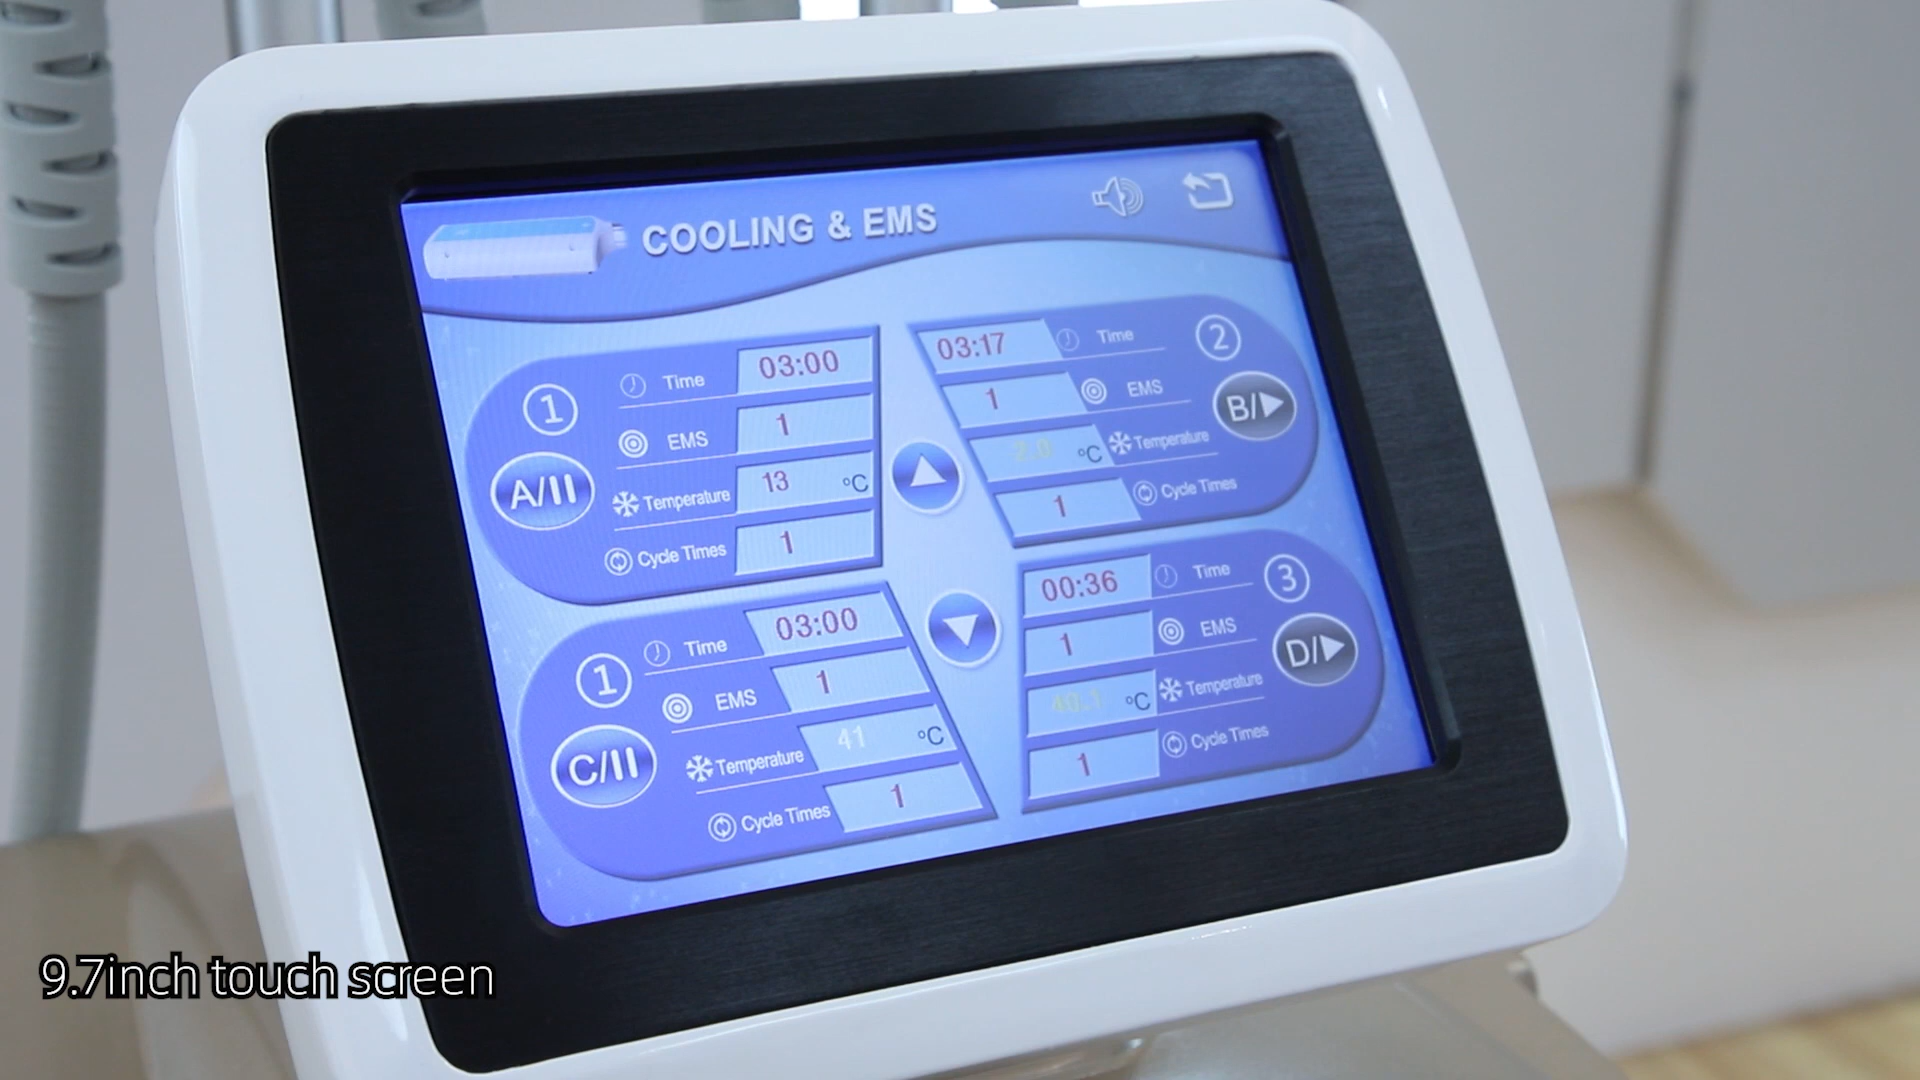 COOLING & EMS
1
A/II
Time 03:00
EMS 1
Temperature 13 °C
Cycle Times 1
03:17 Time
1 EMS
°C Temperature
1 Cycle Times
2
B/▶
1
C/II
Time 03:00
EMS 1
Temperature 41 °C
Cycle Times 1
00:36 Time
1 EMS
°C Temperature
1 Cycle Times
3
D/▶
9.7inch touch screen